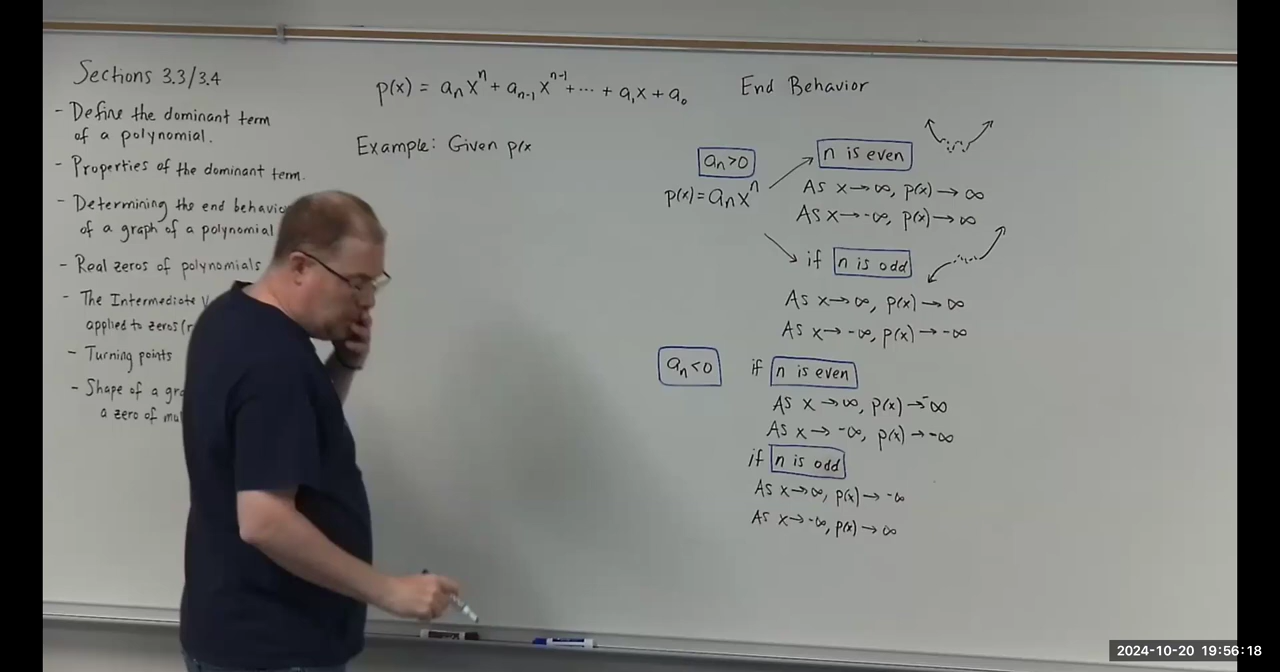 Sections 3.3/3.4
- Define the dominant term
of a polynomial.
- Properties of the dominant term.
- Determining the end behavio
of a graph of a polynomial
- Real zeros of polynomials
- The Intermediate V
applied to zeros (r
- Turning points
- Shape of a gra
a zero of mul
p(x) = aₙxⁿ + aₙ₋₁xⁿ⁻¹ + ⋯ + a₁x + a₀
Example: Given p(x
End Behavior
aₙ>0
p(x)=aₙxⁿ
n is even
As x→∞, p(x)→∞
As x→-∞, p(x)→∞
if n is odd
As x→∞, p(x)→∞
As x→-∞, p(x)→-∞
aₙ<0
if n is even
As x→∞, p(x)→-∞
As x→-∞, p(x)→-∞
if n is odd
As x→∞, p(x)→-∞
As x→-∞, p(x)→∞
2024-10-20 19:56:18